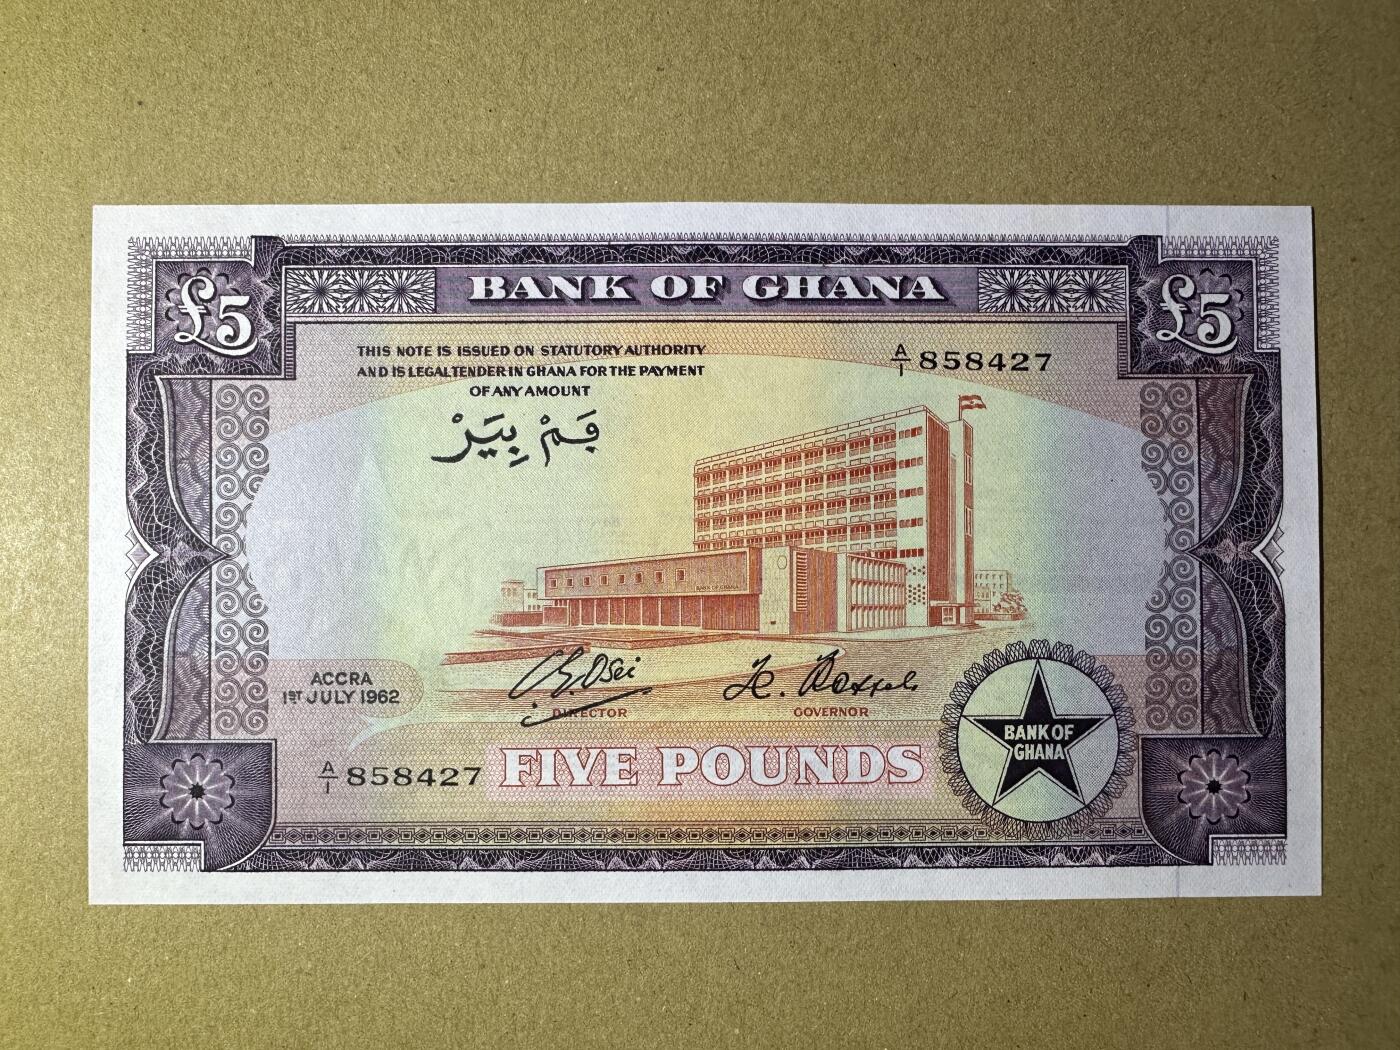 BANK OF GHANA
£5
£5
THIS NOTE IS ISSUED ON STATUTORY AUTHORITY
AND IS LEGAL TENDER IN GHANA FOR THE PAYMENT
OF ANY AMOUNT
A/1 858427
فَمْ بِيَرْ
BANK OF GHANA
ACCRA
1ST JULY 1962
DIRECTOR
GOVERNOR
A/1 858427
FIVE POUNDS
BANK OF
GHANA